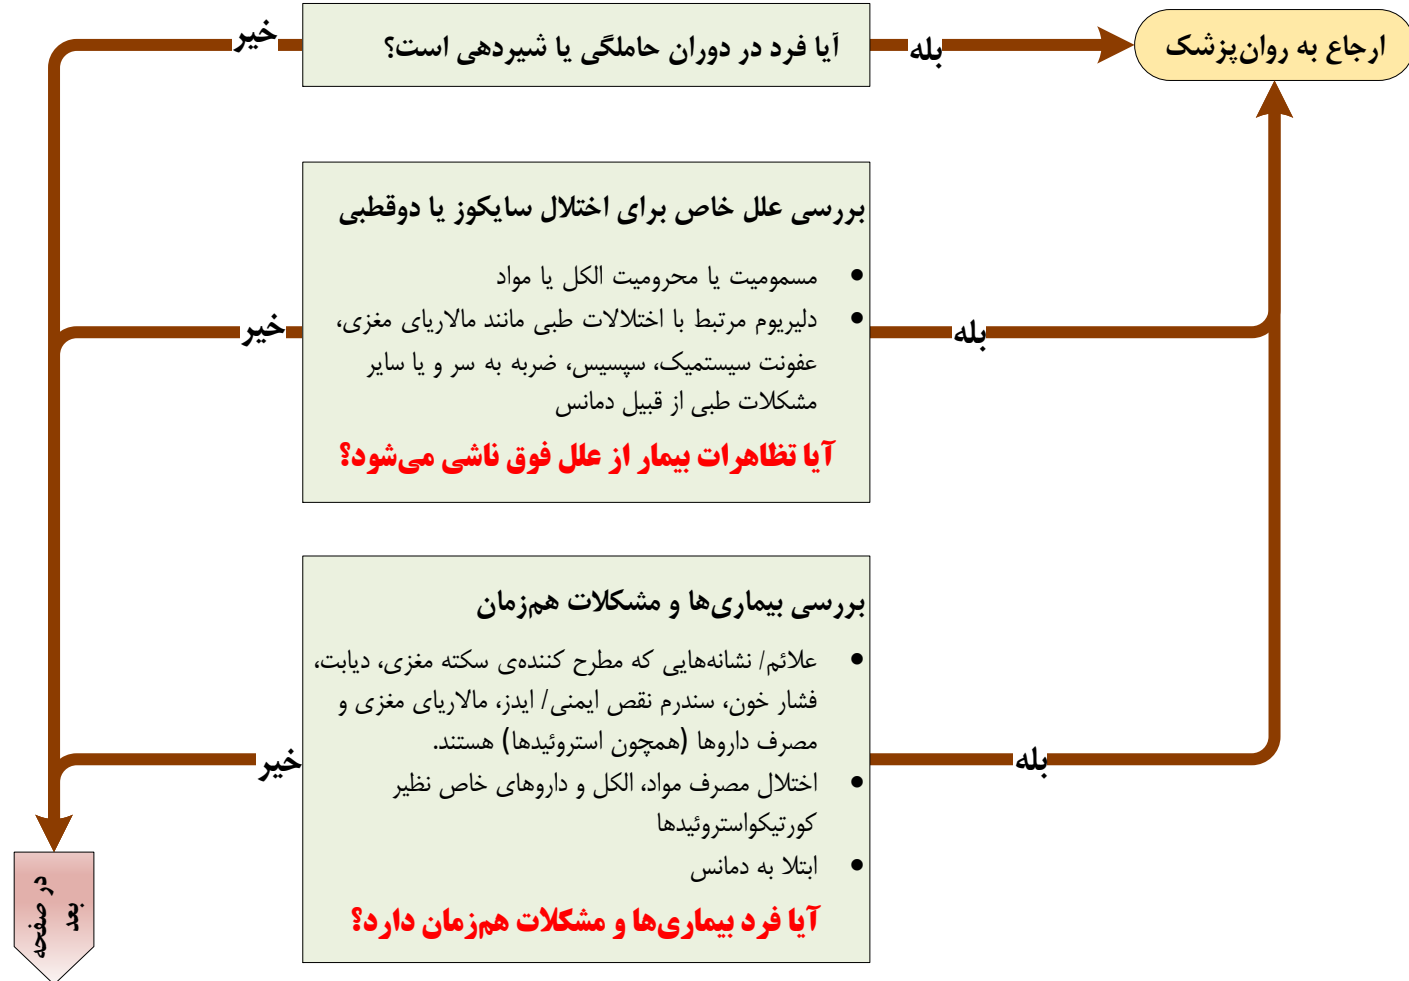 آیا فرد در دوران حاملگی یا شیردهی است؟
بله
خیر
ارجاع به روان‌پزشک
بررسی علل خاص برای اختلال سایکوز یا دوقطبی
● مسمومیت یا محرومیت الکل یا مواد
● دلیریوم مرتبط با اختلالات طبی مانند مالاریای مغزی،
عفونت سیستمیک، سپسیس، ضربه به سر و یا سایر
مشکلات طبی از قبیل دمانس
آیا تظاهرات بیمار از علل فوق ناشی می‌شود؟
بله
خیر
بررسی بیماری‌ها و مشکلات هم‌زمان
● علائم/ نشانه‌هایی که مطرح کننده‌ی سکته مغزی، دیابت،
فشار خون، سندرم نقص ایمنی/ ایدز، مالاریای مغزی و
مصرف داروها (همچون استروئیدها) هستند.
● اختلال مصرف مواد، الکل و داروهای خاص نظیر
کورتیکواستروئیدها
● ابتلا به دمانس
آیا فرد بیماری‌ها و مشکلات هم‌زمان دارد؟
بله
خیر
در صفحه
بعد